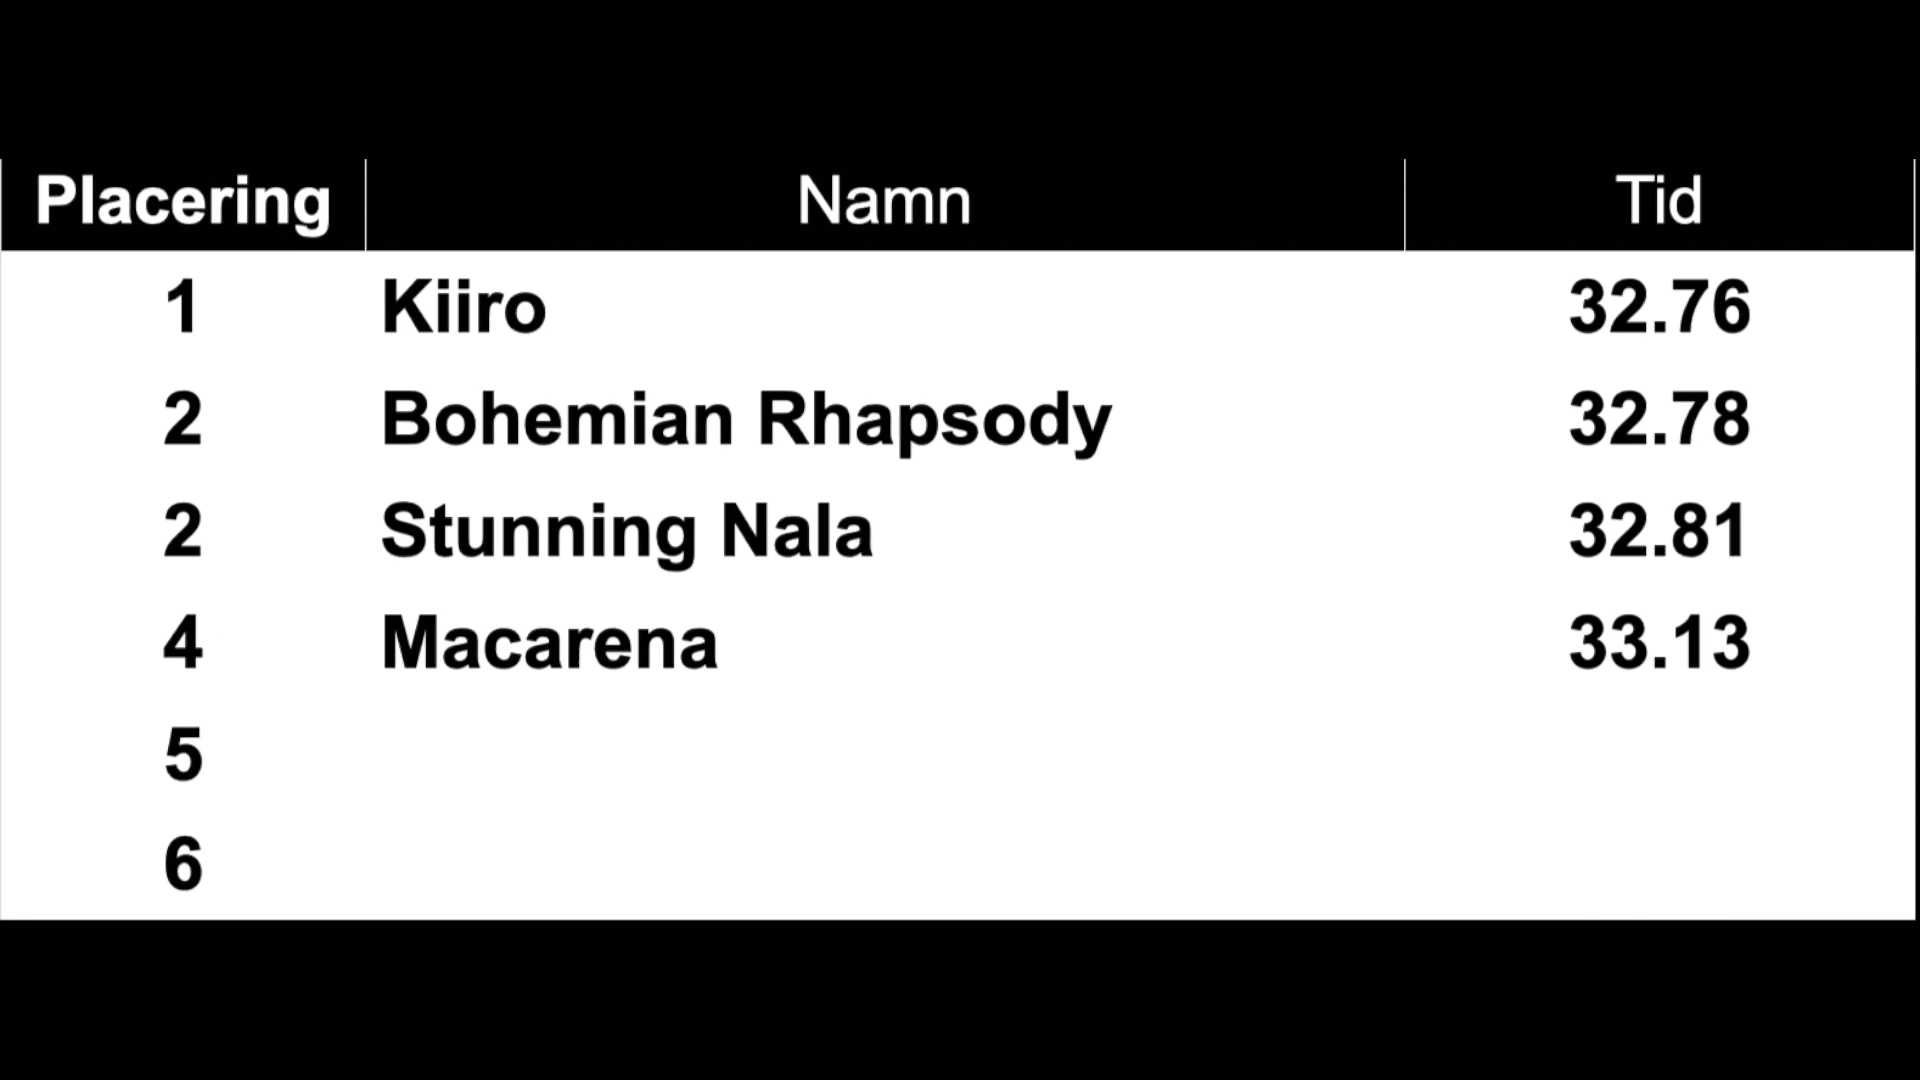 Placering Namn Tid
1 Kiiro 32.76
2 Bohemian Rhapsody 32.78
2 Stunning Nala 32.81
4 Macarena 33.13
5
6